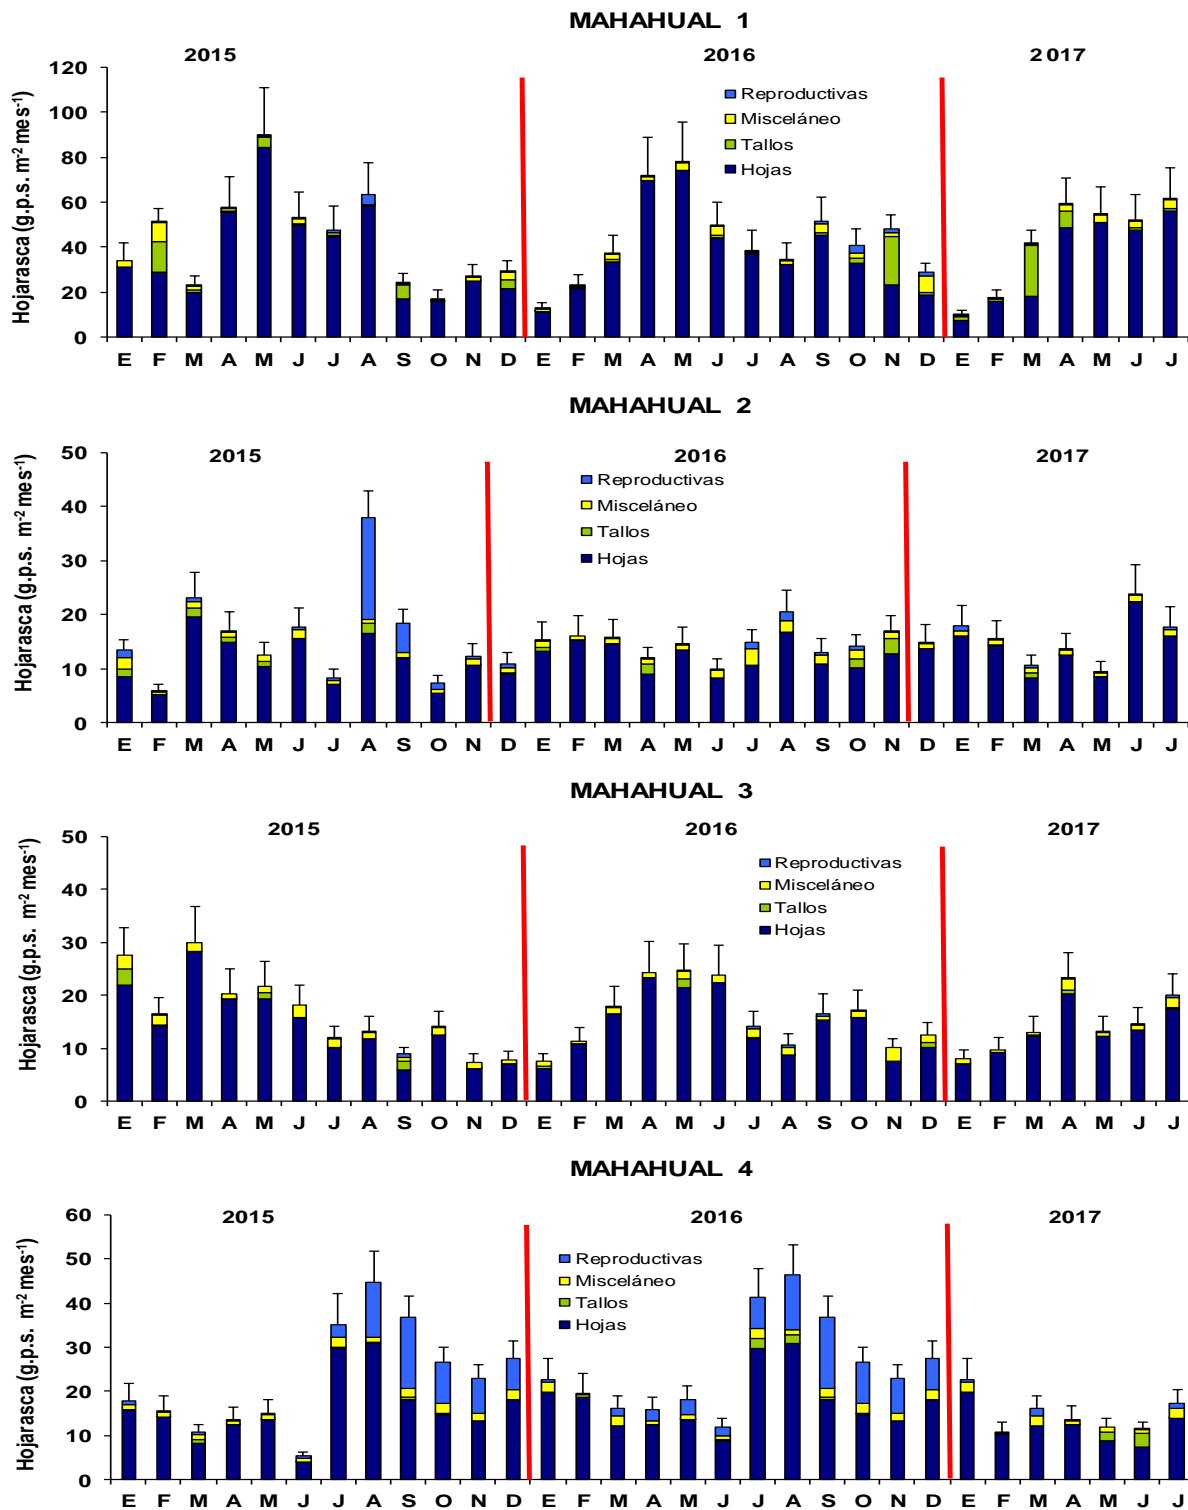 MAHAHUAL 1
2015 2016 2017
Hojarasca (g.p.s. m⁻² mes⁻¹)
120
100
80
60
40
20
0
Reproductivas
Misceláneo
Tallos
Hojas
E F M A M J J A S O N D E F M A M J J A S O N D E F M A M J J
MAHAHUAL 2
2015 2016 2017
Hojarasca (g.p.s. m⁻² mes⁻¹)
50
40
30
20
10
0
Reproductivas
Misceláneo
Tallos
Hojas
E F M A M J J A S O N D E F M A M J J A S O N D E F M A M J J
MAHAHUAL 3
2015 2016 2017
Hojarasca (g.p.s. m⁻² mes⁻¹)
50
40
30
20
10
0
Reproductivas
Misceláneo
Tallos
Hojas
E F M A M J J A S O N D E F M A M J J A S O N D E F M A M J J
MAHAHUAL 4
2015 2016 2017
Hojarasca (g.p.s. m⁻² mes⁻¹)
60
50
40
30
20
10
0
Reproductivas
Misceláneo
Tallos
Hojas
E F M A M J J A S O N D E F M A M J J A S O N D E F M A M J J